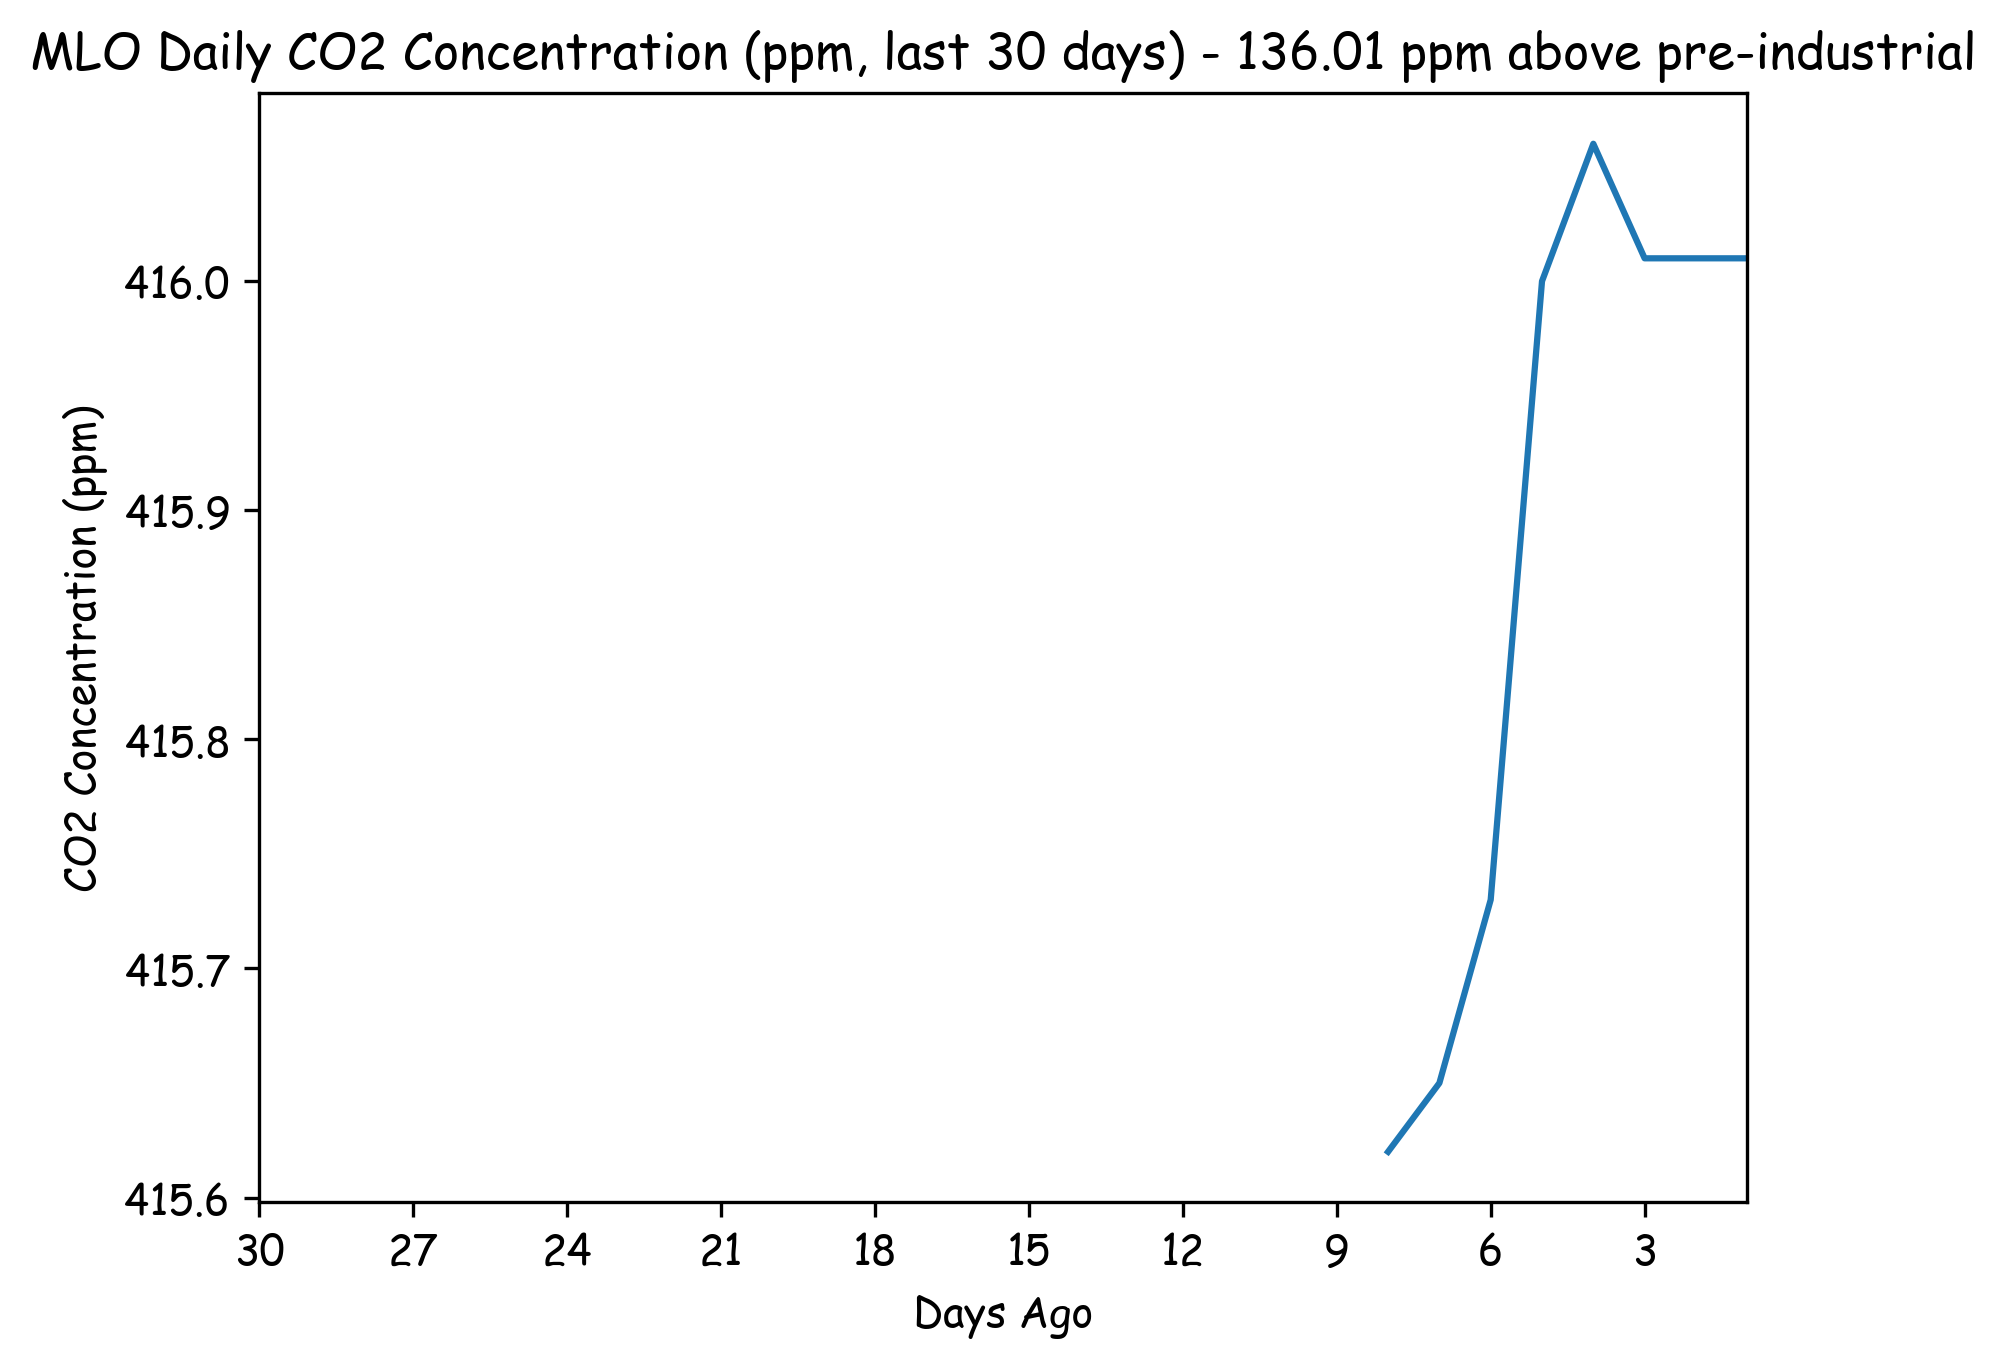 MLO Daily CO2 Concentration (ppm, last 30 days) - 136.01 ppm above pre-industrial
CO2 Concentration (ppm)
416.0
415.9
415.8
415.7
415.6
30 27 24 21 18 15 12 9 6 3
Days Ago